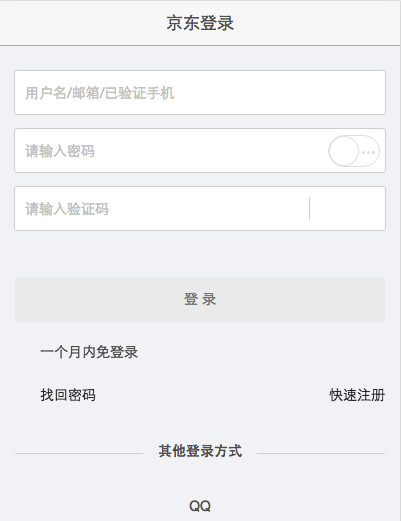 京东登录
用户名/邮箱/已验证手机
请输入密码
请输入验证码
登 录
一个月内免登录
找回密码 快速注册
其他登录方式
QQ